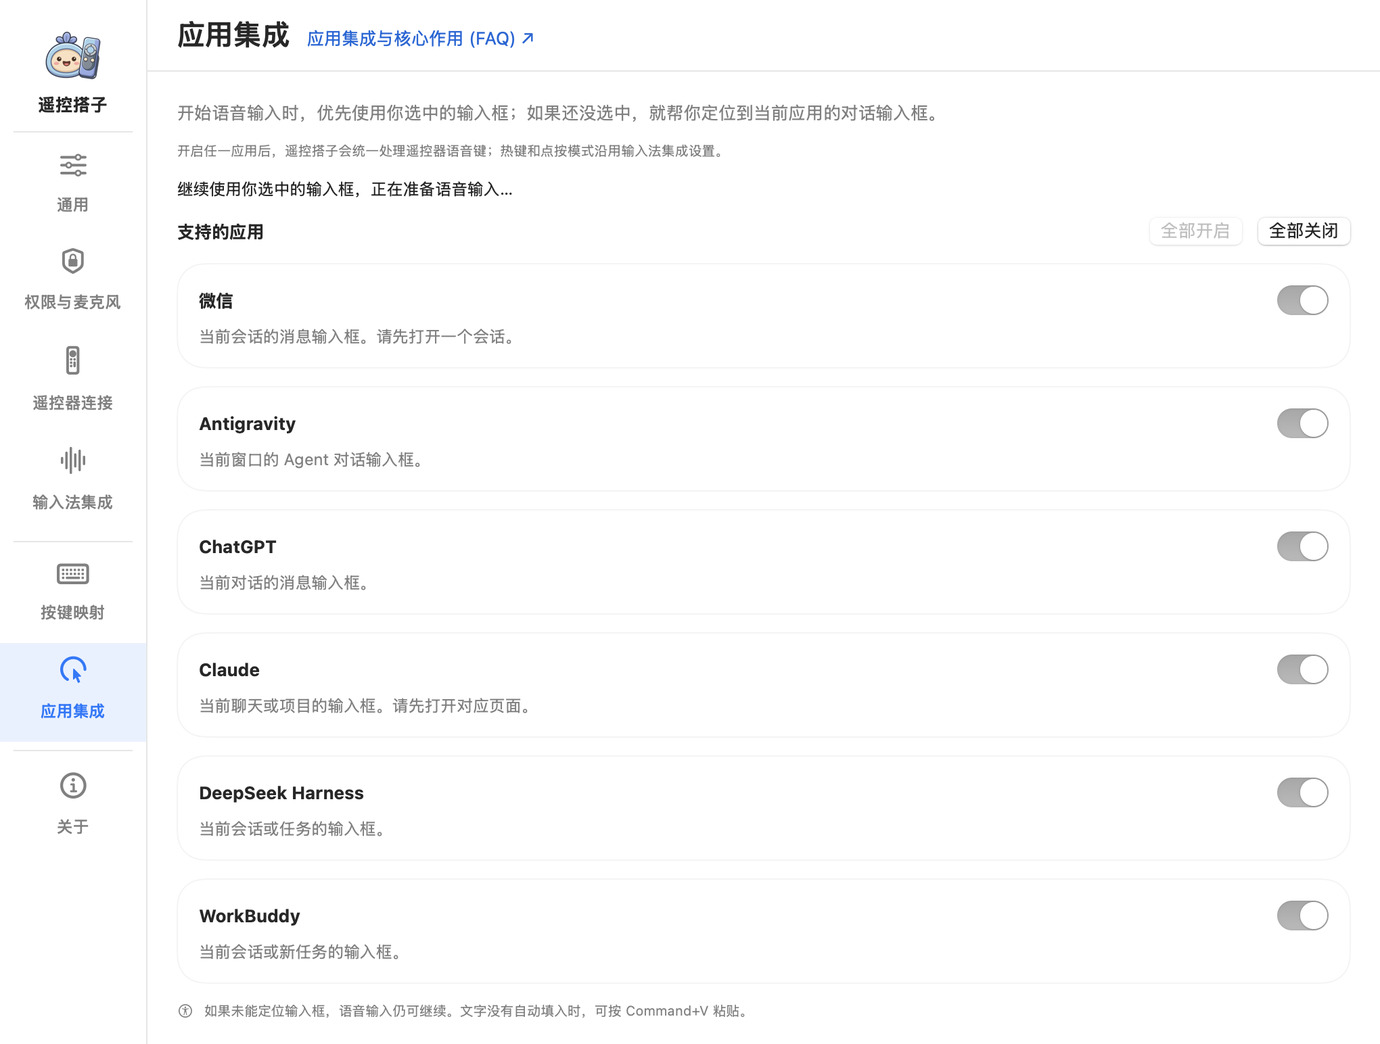 遥控搭子
通用
权限与麦克风
遥控器连接
输入法集成
按键映射
应用集成
关于
应用集成 应用集成与核心作用 (FAQ) ↗
开始语音输入时，优先使用你选中的输入框；如果还没选中，就帮你定位到当前应用的对话输入框。
开启任一应用后，遥控搭子会统一处理遥控器语音键；热键和点按模式沿用输入法集成设置。
继续使用你选中的输入框，正在准备语音输入...
支持的应用 全部开启 全部关闭
微信
当前会话的消息输入框。请先打开一个会话。
Antigravity
当前窗口的 Agent 对话输入框。
ChatGPT
当前对话的消息输入框。
Claude
当前聊天或项目的输入框。请先打开对应页面。
DeepSeek Harness
当前会话或任务的输入框。
WorkBuddy
当前会话或新任务的输入框。
如果未能定位输入框，语音输入仍可继续。文字没有自动填入时，可按 Command+V 粘贴。